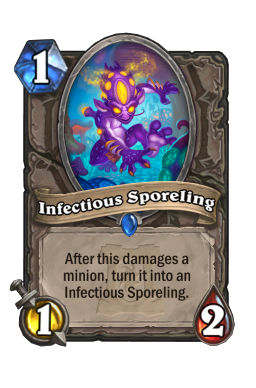 1
Infectious Sporeling
After this damages a
minion, turn it into an
Infectious Sporeling.
1
2